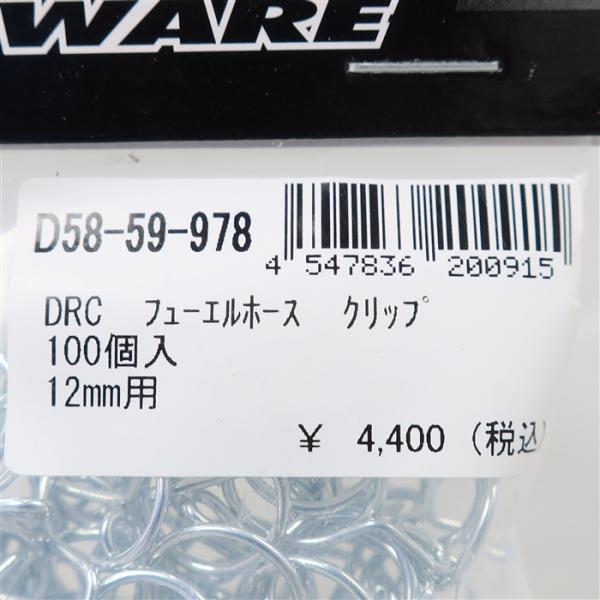 WARE
D58-59-978
4 547836 200915
DRC フューエルホース クリップ
100個入
12mm用
¥ 4,400 (税込)